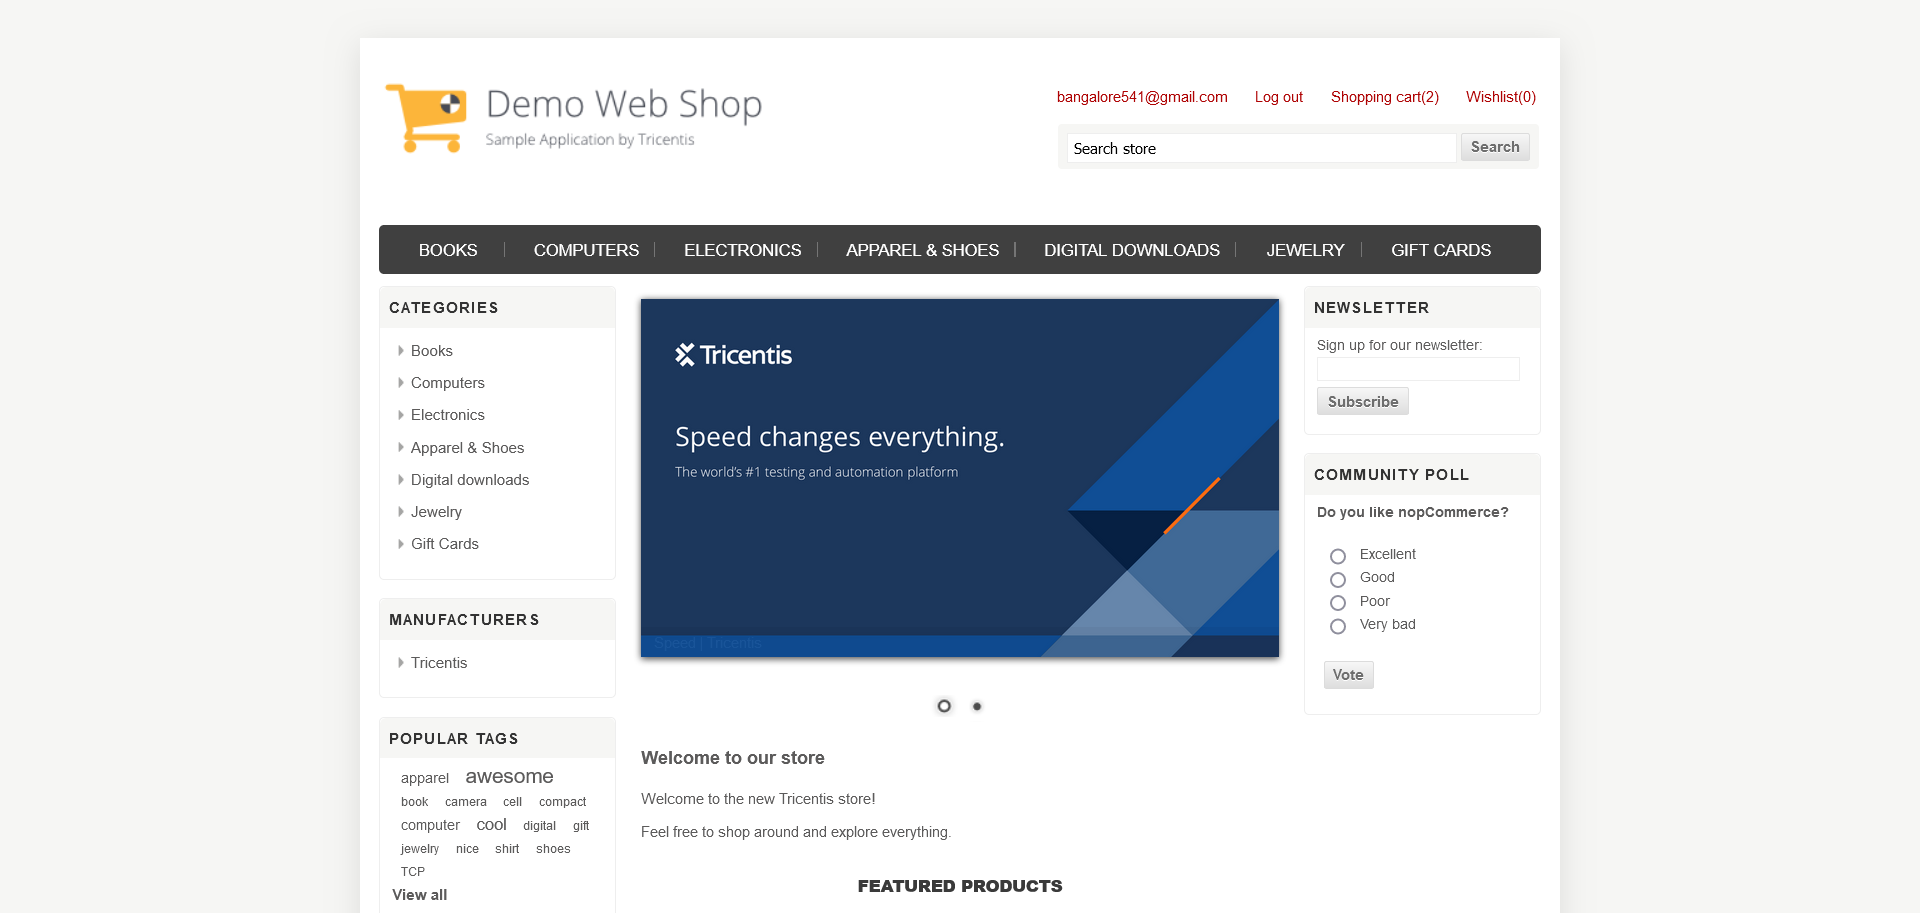 Demo Web Shop
Sample Application by Tricentis
bangalore541@gmail.com Log out Shopping cart(2) Wishlist(0)
Search store Search
BOOKS COMPUTERS ELECTRONICS APPAREL & SHOES DIGITAL DOWNLOADS JEWELRY GIFT CARDS
CATEGORIES
Books
Computers
Electronics
Apparel & Shoes
Digital downloads
Jewelry
Gift Cards
MANUFACTURERS
Tricentis
POPULAR TAGS
apparel awesome
book camera cell compact
computer cool digital gift
jewelry nice shirt shoes
TCP
View all
Tricentis
Speed changes everything.
The world's #1 testing and automation platform
Speed | Tricentis
Welcome to our store
Welcome to the new Tricentis store!
Feel free to shop around and explore everything.
FEATURED PRODUCTS
NEWSLETTER
Sign up for our newsletter:
Subscribe
COMMUNITY POLL
Do you like nopCommerce?
Excellent
Good
Poor
Very bad
Vote